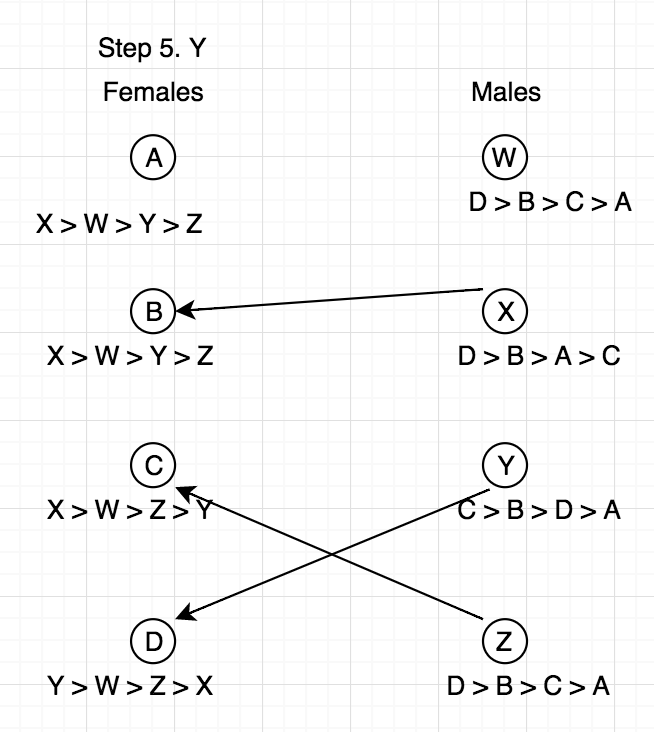 Step 5. Y
Females
Males
A
W
X > W > Y > Z
D > B > C > A
B
X
X > W > Y > Z
D > B > A > C
C
Y
X > W > Z > Y
C > B > D > A
D
Z
Y > W > Z > X
D > B > C > A